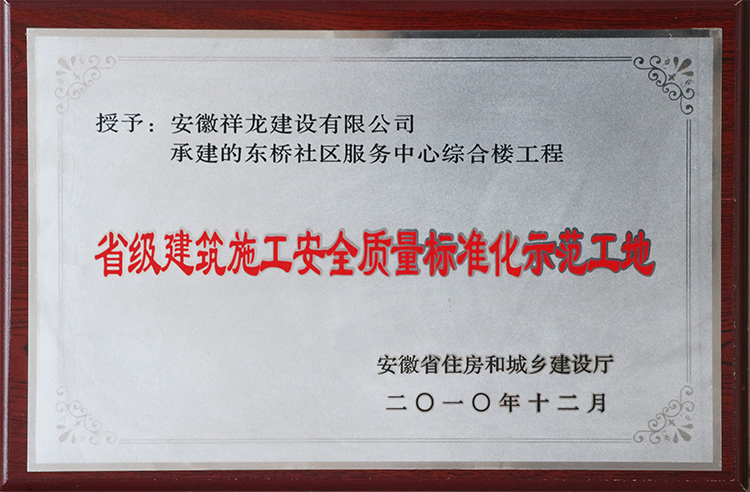 授予：安徽祥龙建设有限公司
承建的东桥社区服务中心综合楼工程
省级建筑施工安全质量标准化示范工地
安徽省住房和城乡建设厅
二〇一〇年十二月